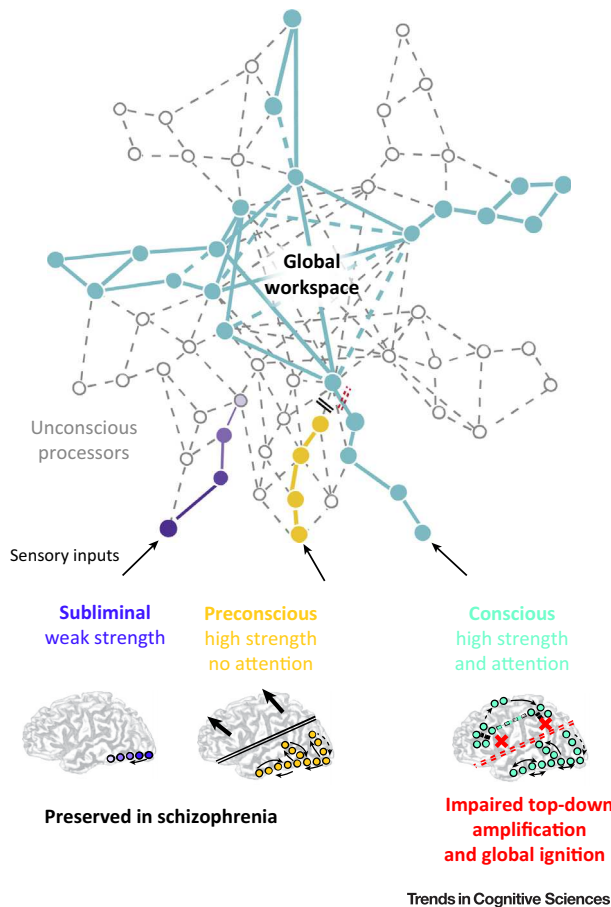 Global
workspace
Unconscious
processors
Sensory inputs
Subliminal
weak strength
Preconscious
high strength
no attention
Conscious
high strength
and attention
Preserved in schizophrenia
Impaired top-down
amplification
and global ignition
Trends in Cognitive Sciences